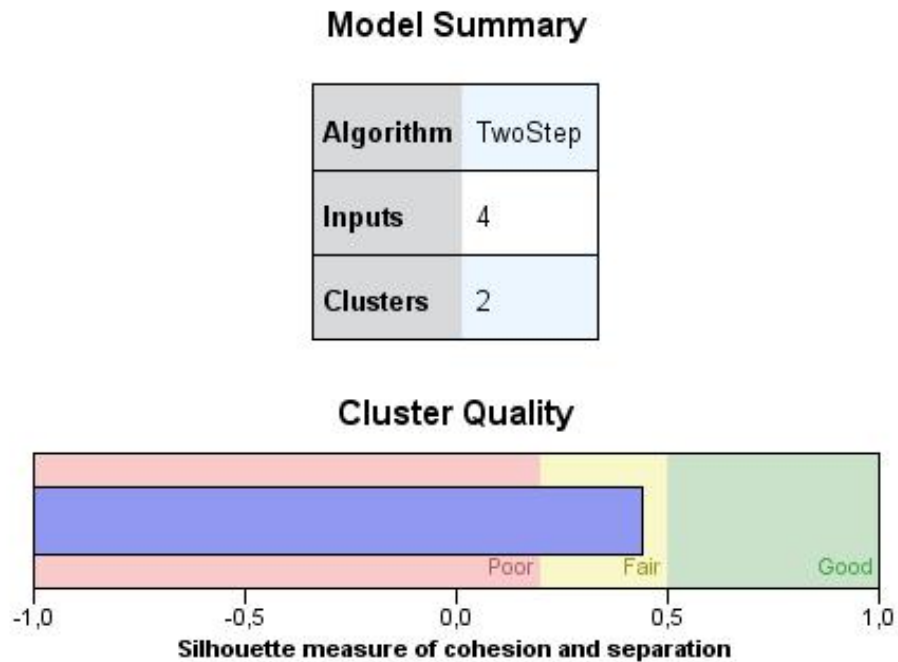 Model Summary
Algorithm TwoStep
Inputs 4
Clusters 2
Cluster Quality
Poor Fair Good
-1,0 -0,5 0,0 0,5 1,0
Silhouette measure of cohesion and separation